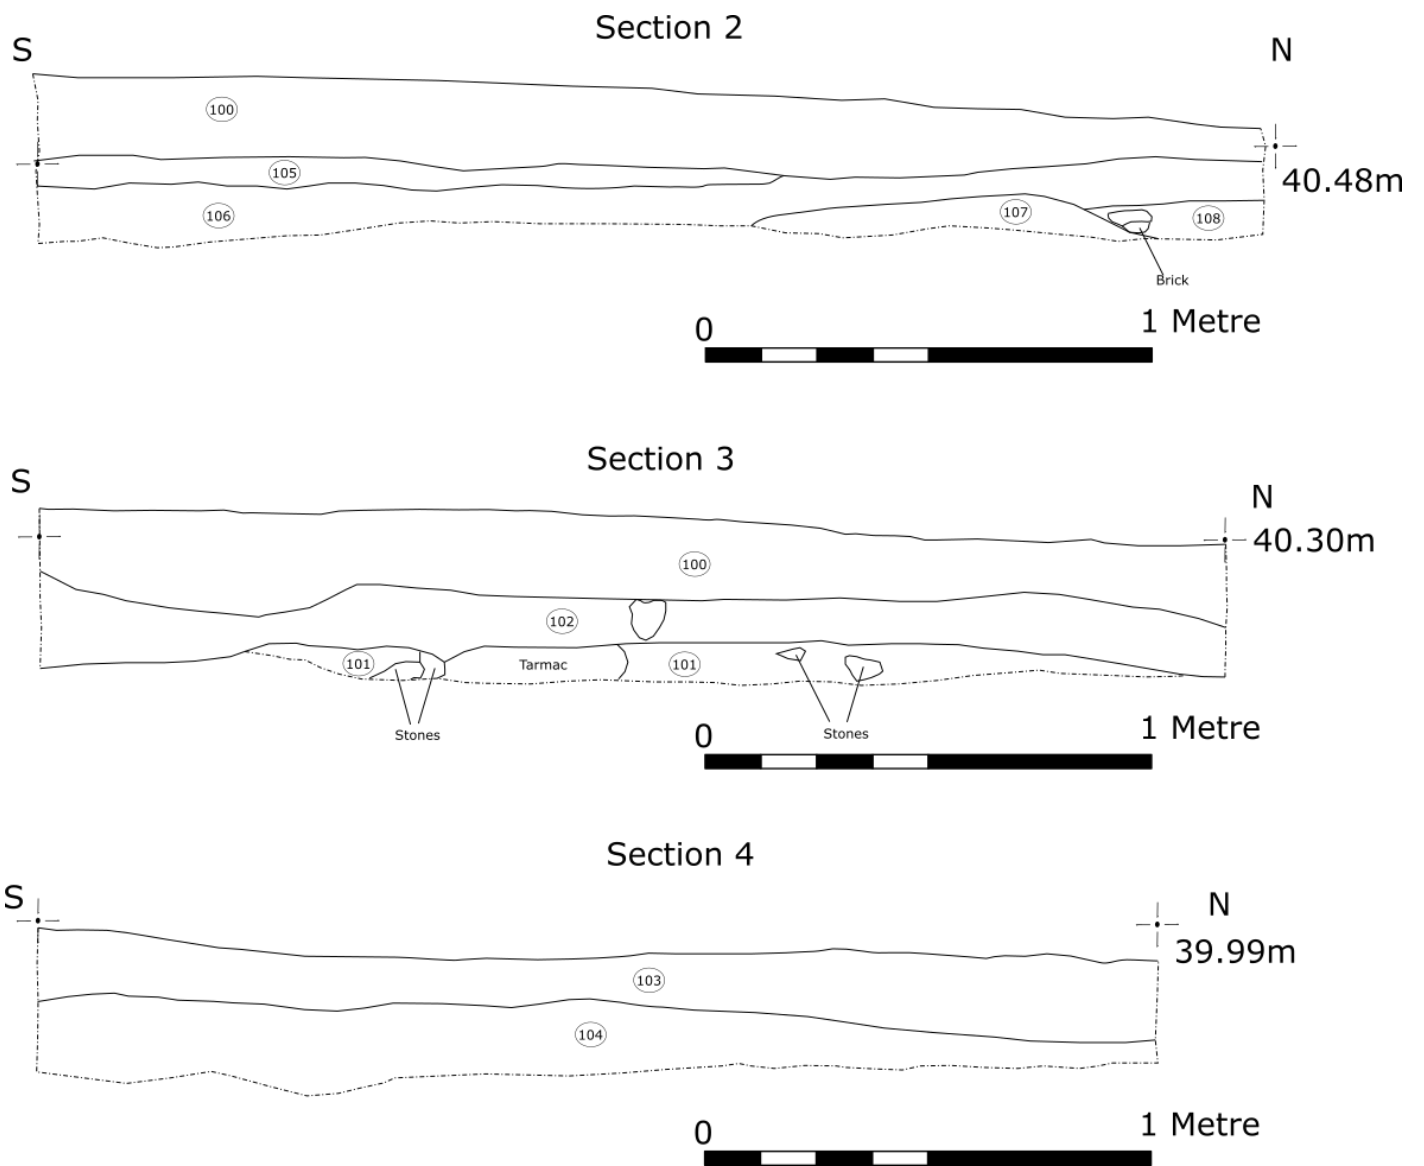 Section 2
S
N
100
105
40.48m
106
107
108
Brick
0
1 Metre
Section 3
S
N
40.30m
100
102
101
Tarmac
101
Stones
Stones
0
1 Metre
Section 4
S
N
39.99m
103
104
0
1 Metre